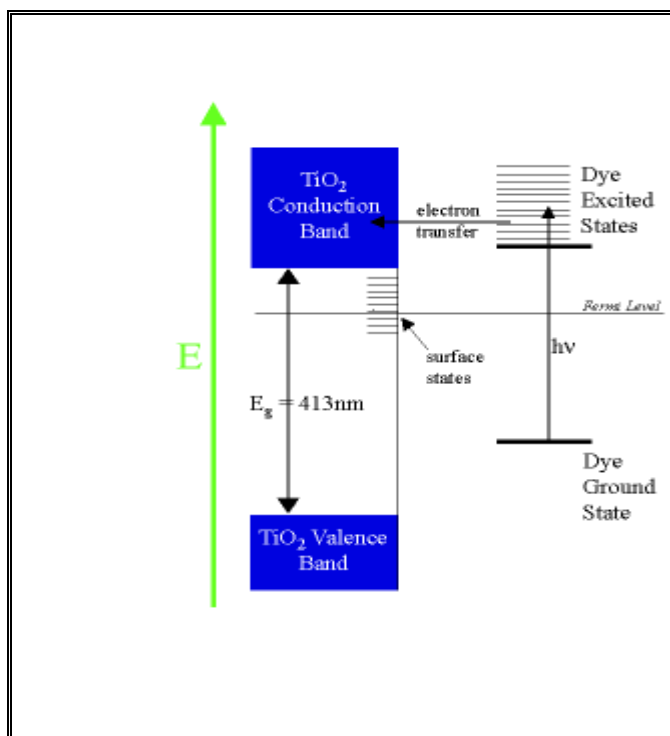 TiO₂
Conduction
Band
Dye
Excited
States
electron
transfer
Fermi Level
E
surface
states
hν
E_g = 413nm
Dye
Ground
State
TiO₂ Valence
Band